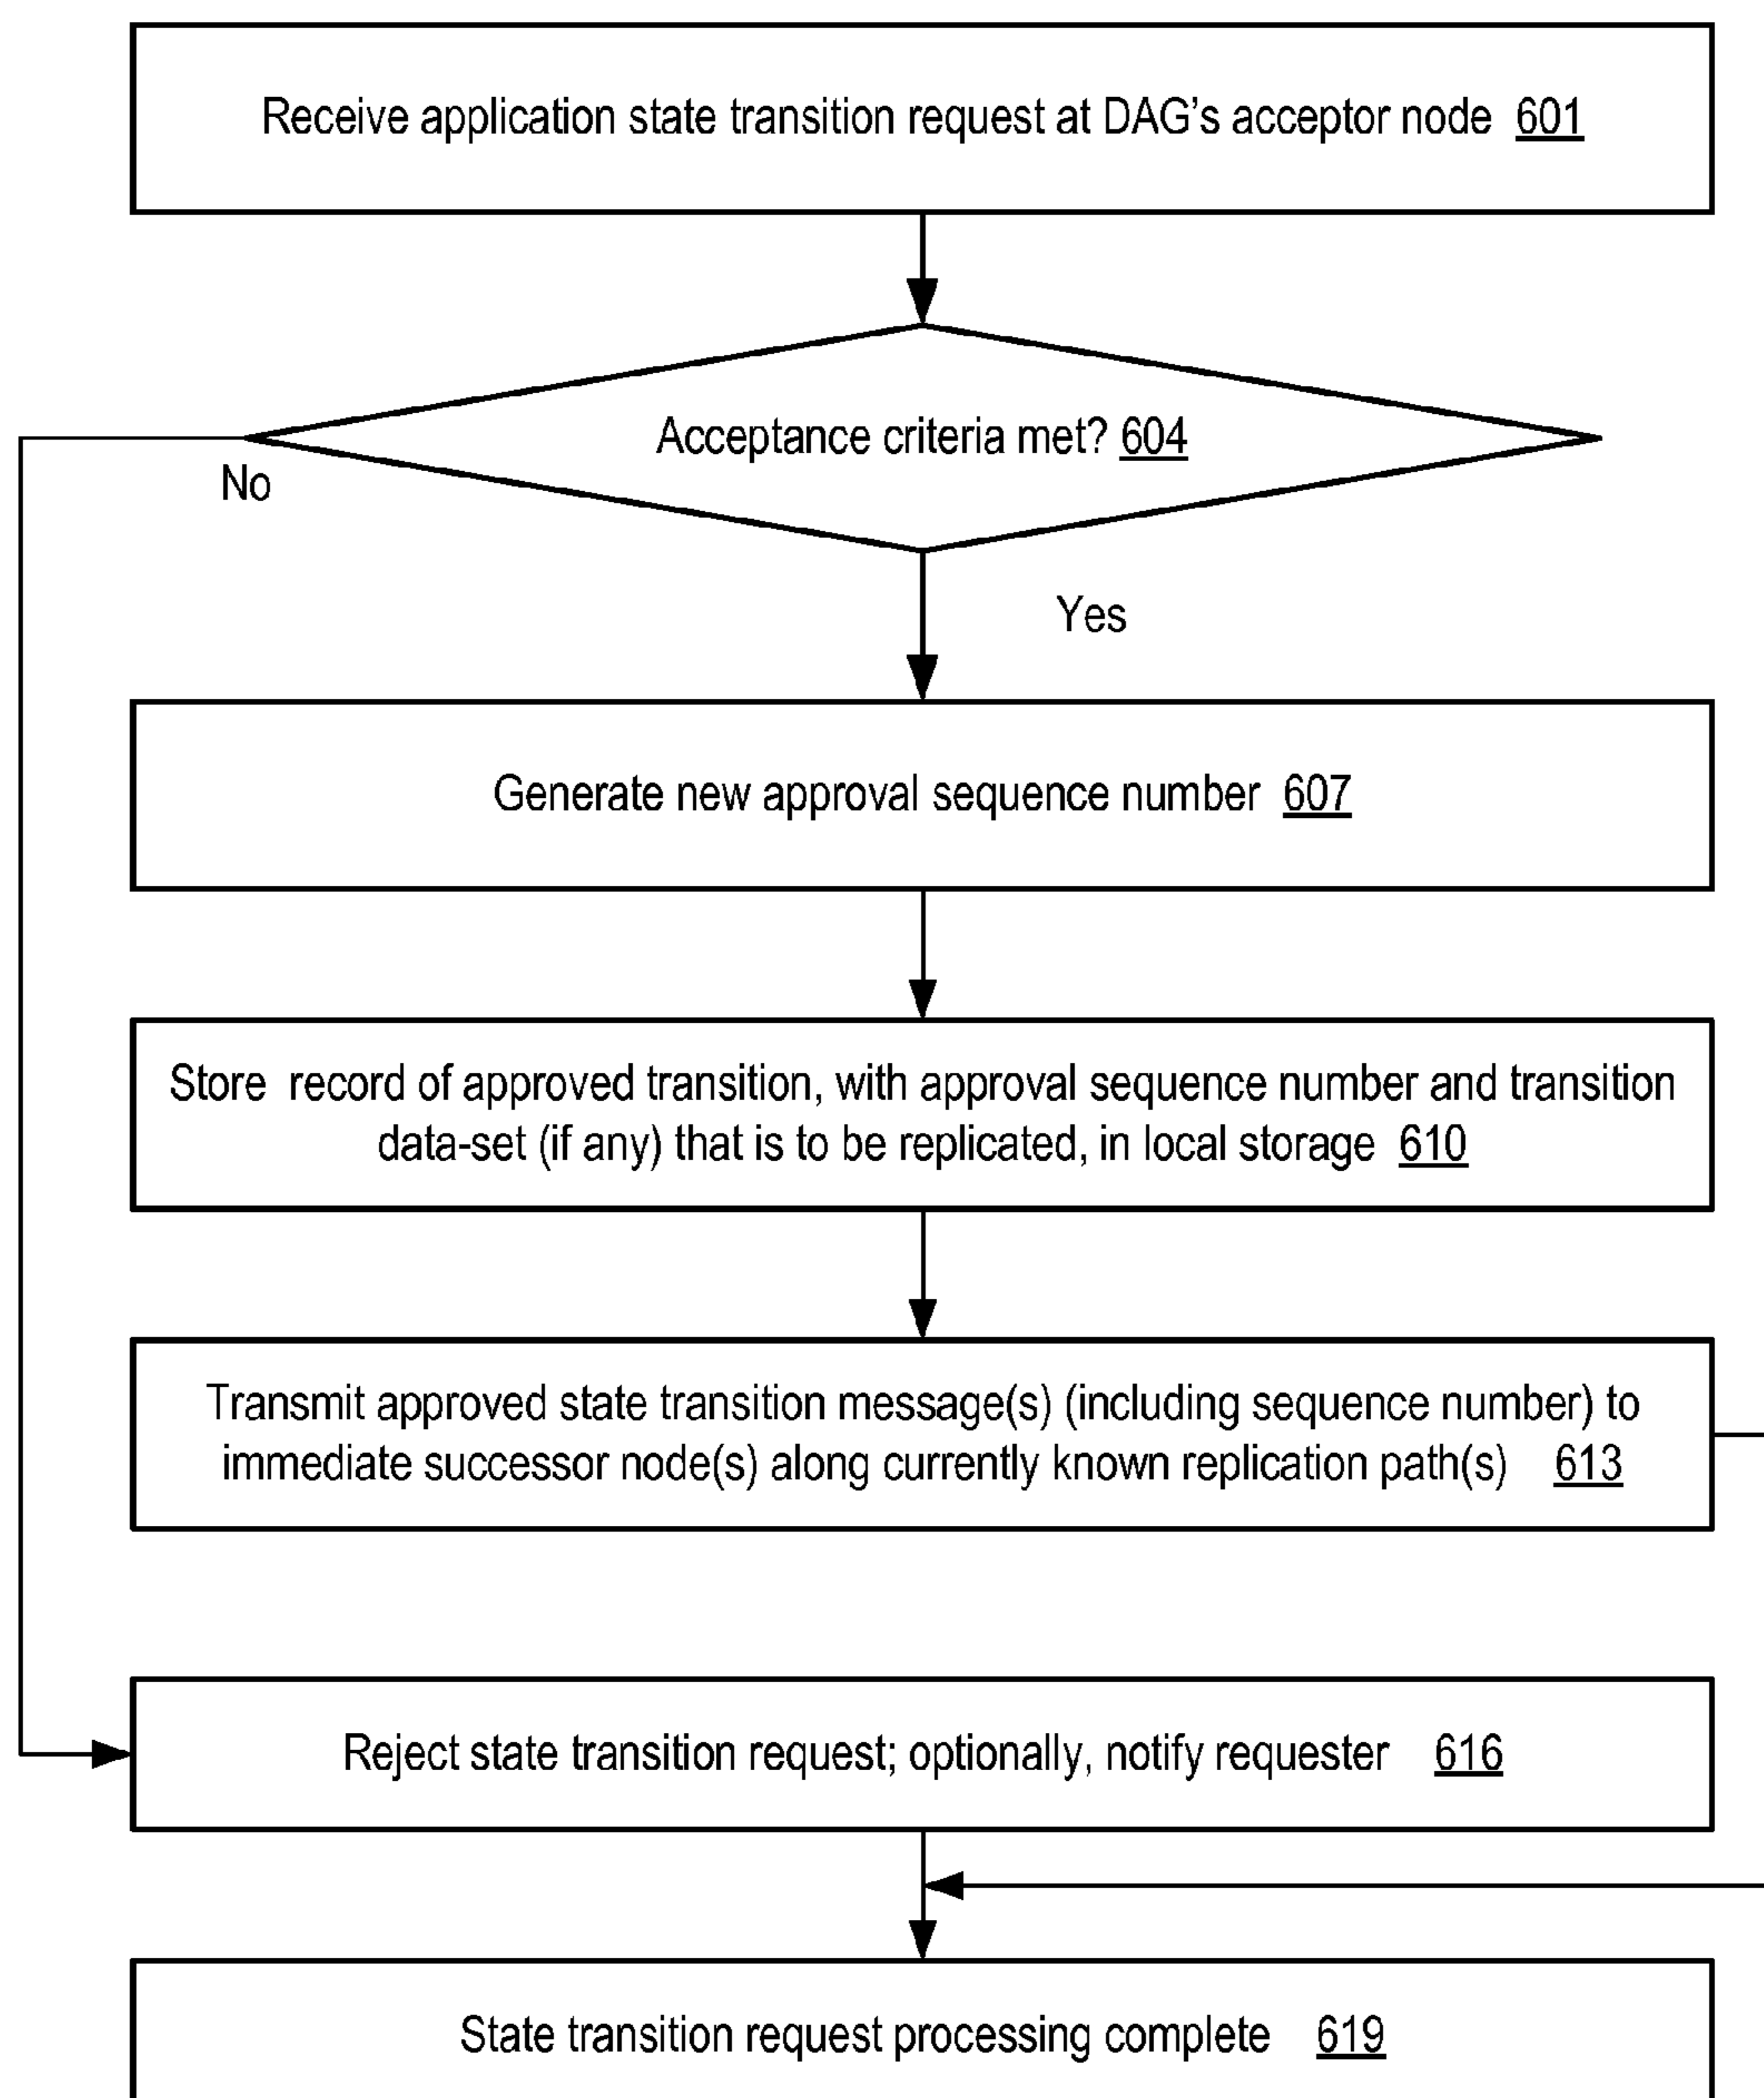 Receive application state transition request at DAG's acceptor node 601
Acceptance criteria met? 604
No
Yes
Generate new approval sequence number 607
Store record of approved transition, with approval sequence number and transition
data-set (if any) that is to be replicated, in local storage 610
Transmit approved state transition message(s) (including sequence number) to
immediate successor node(s) along currently known replication path(s) 613
Reject state transition request; optionally, notify requester 616
State transition request processing complete 619